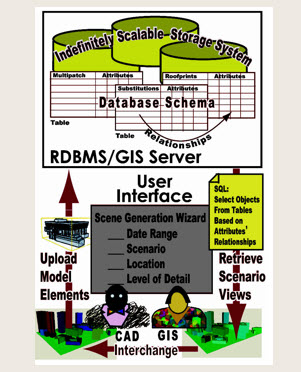 Indefinitely Scalable Storage System
Multipatch Attributes
Roofprints Attributes
Substitutions Attributes
Database Schema
Table
Table
Table
Relationships
RDBMS/GIS Server
User
Interface
SQL:
Select Objects
From Tables
Based on
Attributes'
Relationships
Scene Generation Wizard
___ Date Range
___ Scenario
___ Location
___ Level of Detail
Upload
Model
Elements
Retrieve
Scenario
Views
CAD GIS
Interchange